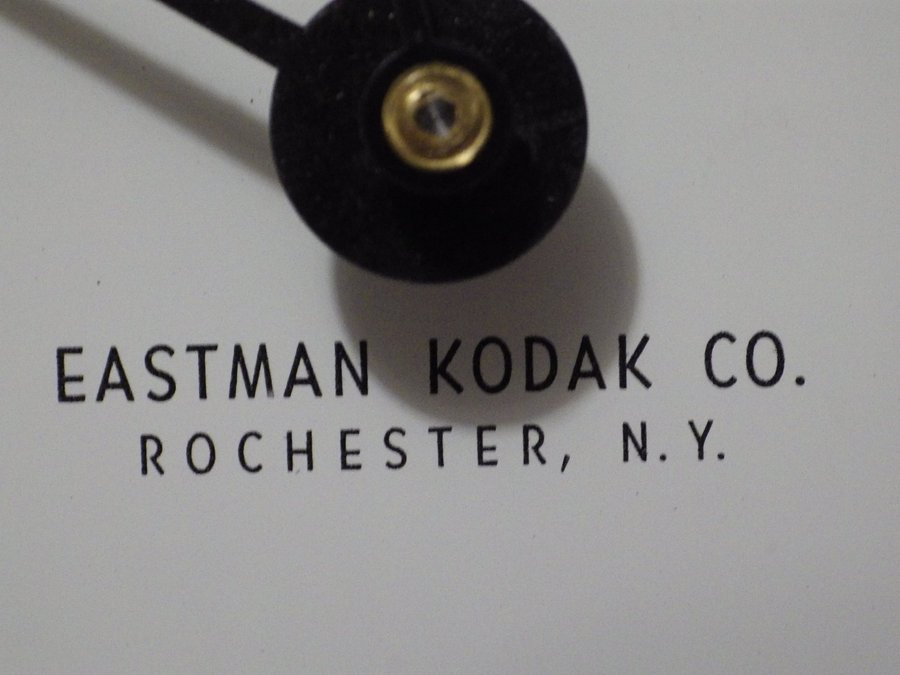 EASTMAN KODAK CO.
ROCHESTER, N.Y.